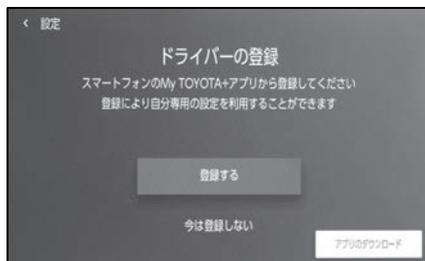 < 設定
ドライバーの登録
スマートフォンのMy TOYOTA+アプリから登録してください
登録により自分専用の設定を利用することができます
登録する
今は登録しない
アプリのダウンロード